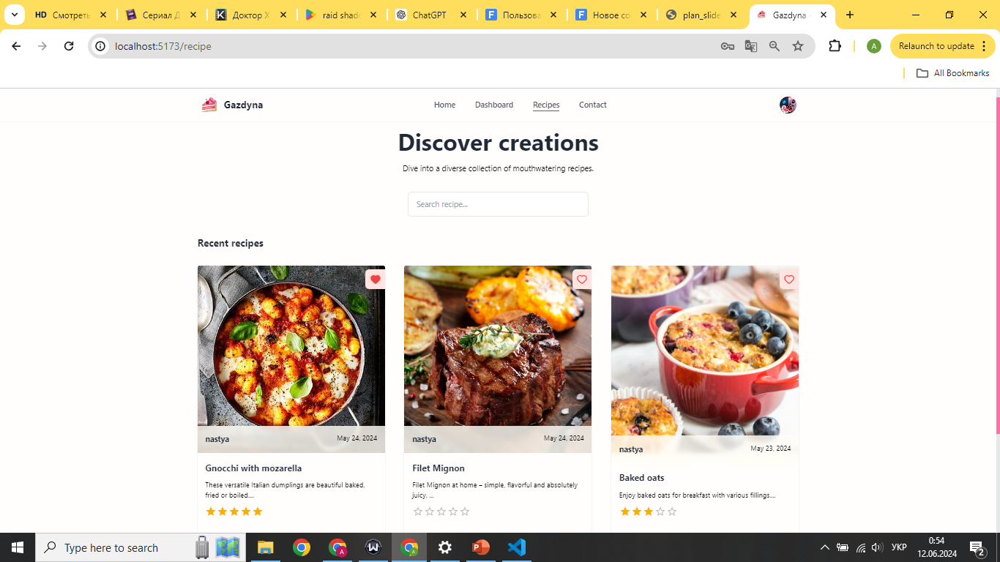 HD Смотреть
Сериал Д
Доктор Х
raid shado
ChatGPT
Пользова
Новое со
plan_slide
Gazdyna -
localhost:5173/recipe
A
Relaunch to update
All Bookmarks
Gazdyna
Home
Dashboard
Recipes
Contact
Discover creations
Dive into a diverse collection of mouthwatering recipes.
Search recipe...
Recent recipes
nastya
May 24, 2024
Gnocchi with mozarella
These versatile Italian dumplings are beautiful baked,
fried or boiled....
nastya
May 24, 2024
Filet Mignon
Filet Mignon at home – simple, flavorful and absolutely
juicy, ...
nastya
May 23, 2024
Baked oats
Enjoy baked oats for breakfast with various fillings....
Type here to search
УКР
0:54
12.06.2024
2